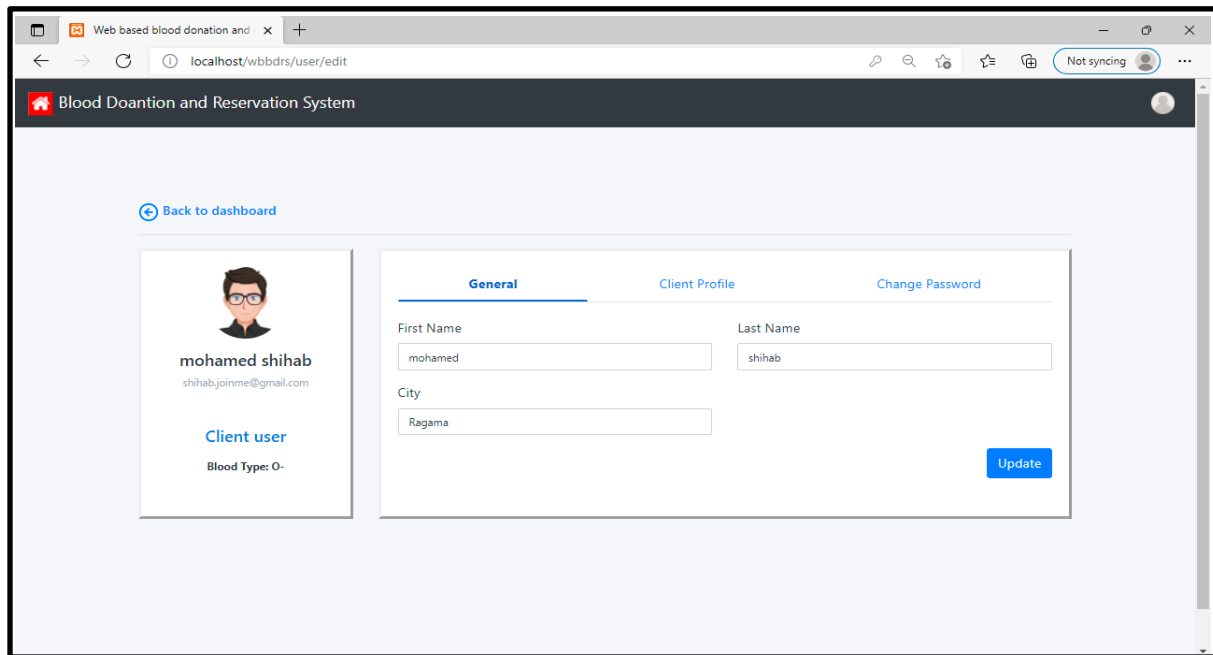 Web based blood donation and
localhost/wbbdrs/user/edit
Not syncing
Blood Doantion and Reservation System
Back to dashboard
mohamed shihab
shihab.joinme@gmail.com
Client user
Blood Type: O-
General Client Profile Change Password
First Name Last Name
mohamed shihab
City
Ragama
Update